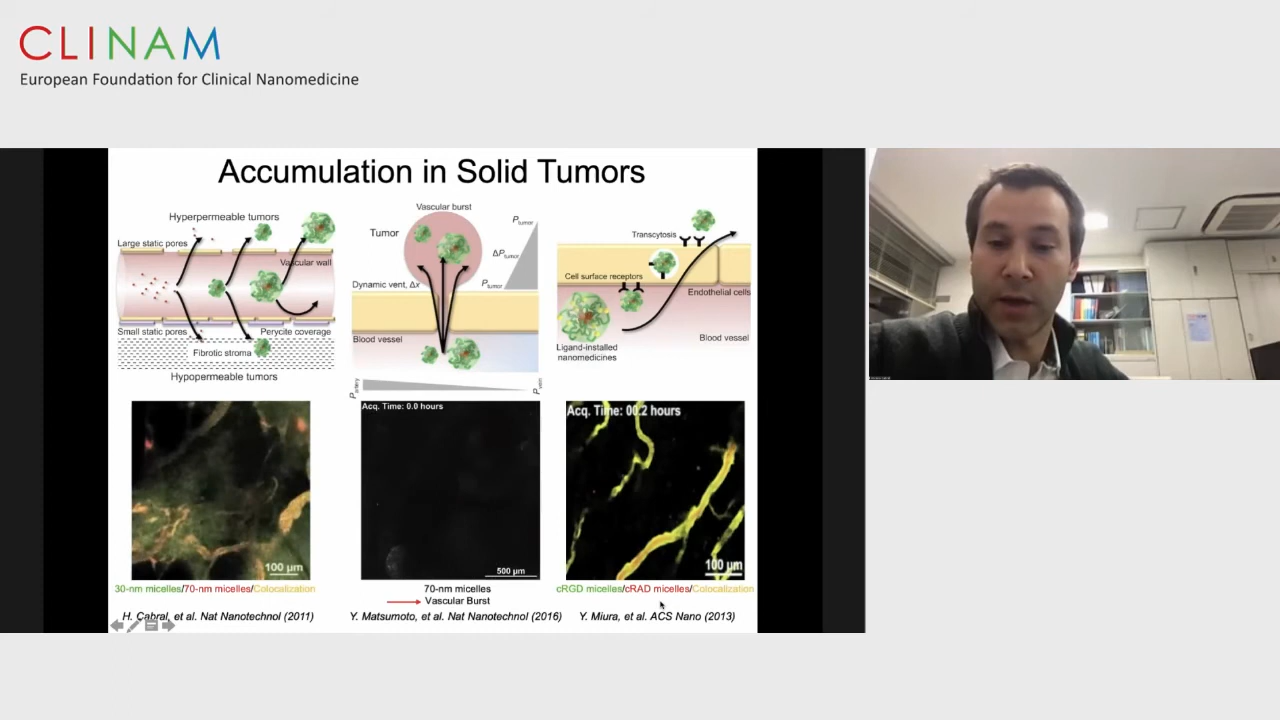 CLINAM
European Foundation for Clinical Nanomedicine
Accumulation in Solid Tumors
Hyperpermeable tumors
Large static pores
Vascular wall
Small static pores
Pericyte coverage
Fibrotic stroma
Hypopermeable tumors
100 µm
30-nm micelles/70-nm micelles/Colocalization
H. Cabral, et al. Nat Nanotechnol (2011)
Vascular burst
Tumor
Ptumor
ΔPtumor
Ptumor
Dynamic vent, Δx
Blood vessel
Partery
Pvein
Acq. Time: 0.0 hours
500 µm
70-nm micelles
Vascular Burst
Y. Matsumoto, et al. Nat Nanotechnol (2016)
Transcytosis
Cell surface receptors
Endothelial cells
Blood vessel
Ligand-installed
nanomedicines
Acq. Time: 00.2 hours
100 µm
cRGD micelles/cRAD micelles/Colocalization
Y. Miura, et al. ACS Nano (2013)